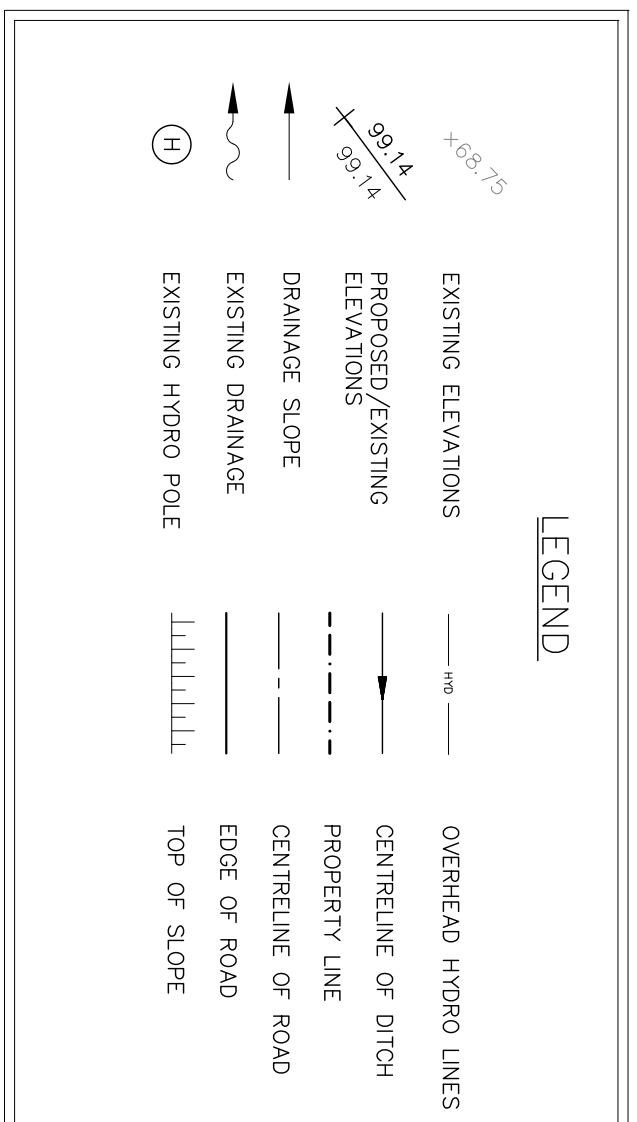 LEGEND
×68.75
EXISTING ELEVATIONS
99.14
99.14
PROPOSED/EXISTING
ELEVATIONS
DRAINAGE SLOPE
EXISTING DRAINAGE
H
EXISTING HYDRO POLE
HYD
OVERHEAD HYDRO LINES
CENTRELINE OF DITCH
PROPERTY LINE
CENTRELINE OF ROAD
EDGE OF ROAD
TOP OF SLOPE